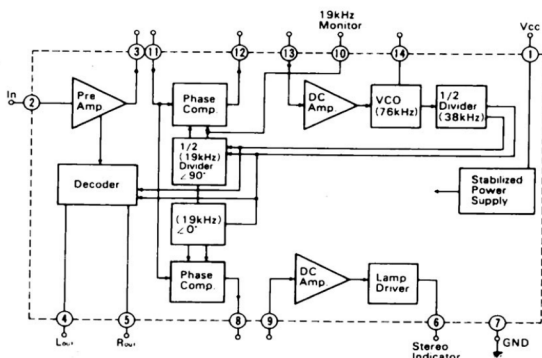 19kHz
Monitor
Vcc
3
11
12
13
10
14
1
In
2
Pre
Amp
Phase
Comp.
DC
Amp.
VCO
(76kHz)
1/2
Divider
(38kHz)
1/2
(19kHz)
Divider
∠90°
Decoder
Stabilized
Power
Supply
(19kHz)
∠0°
Phase
Comp.
DC
Amp.
Lamp
Driver
4
5
8
9
6
7
Lout
Rout
Stereo
Indicator
GND